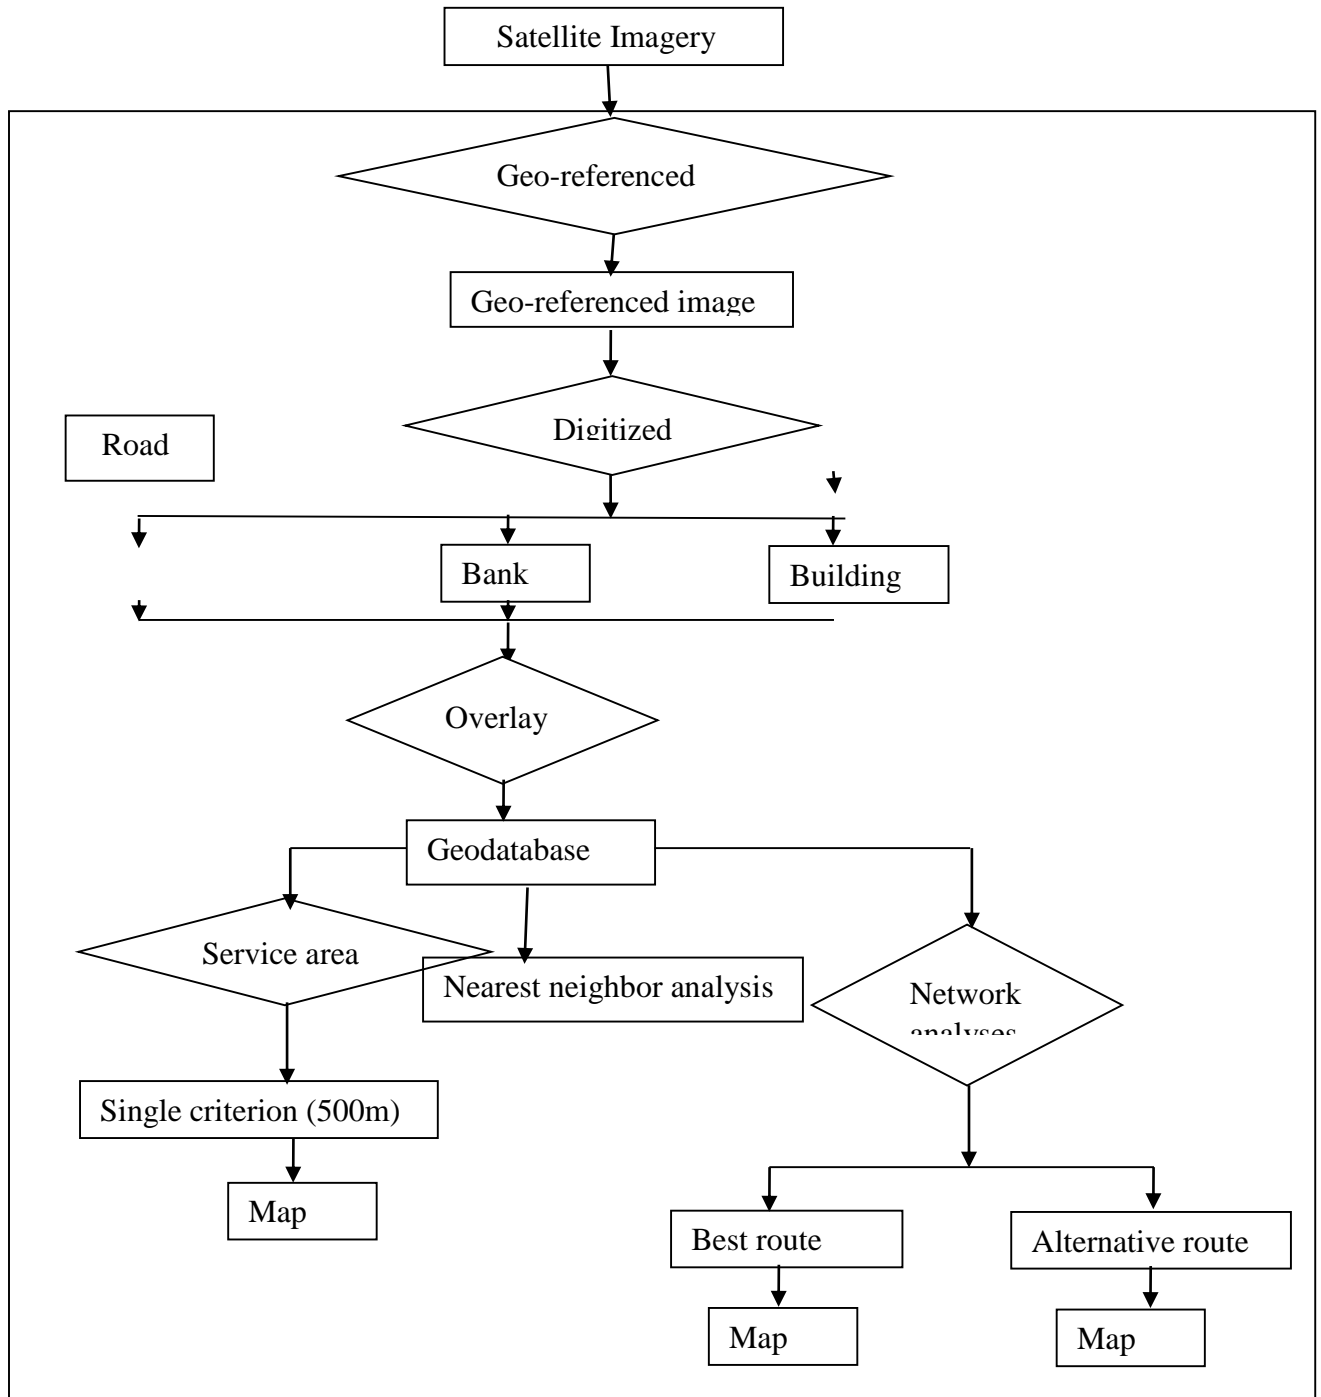 Satellite Imagery
Geo-referenced
Geo-referenced image
Digitized
Road
Bank
Building
Overlay
Geodatabase
Service area
Nearest neighbor analysis
Network
analyses
Single criterion (500m)
Map
Best route
Alternative route
Map
Map